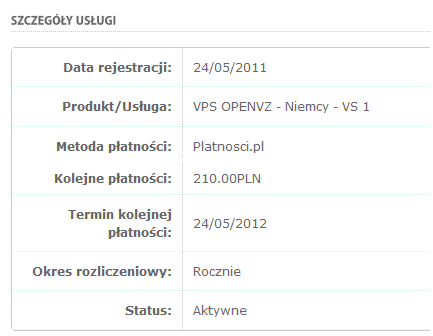 SZCZEGÓŁY USŁUGI
Data rejestracji: 24/05/2011
Produkt/Usługa: VPS OPENVZ - Niemcy - VS 1
Metoda płatności: Platnosci.pl
Kolejne płatności: 210.00PLN
Termin kolejnej
płatności: 24/05/2012
Okres rozliczeniowy: Rocznie
Status: Aktywne